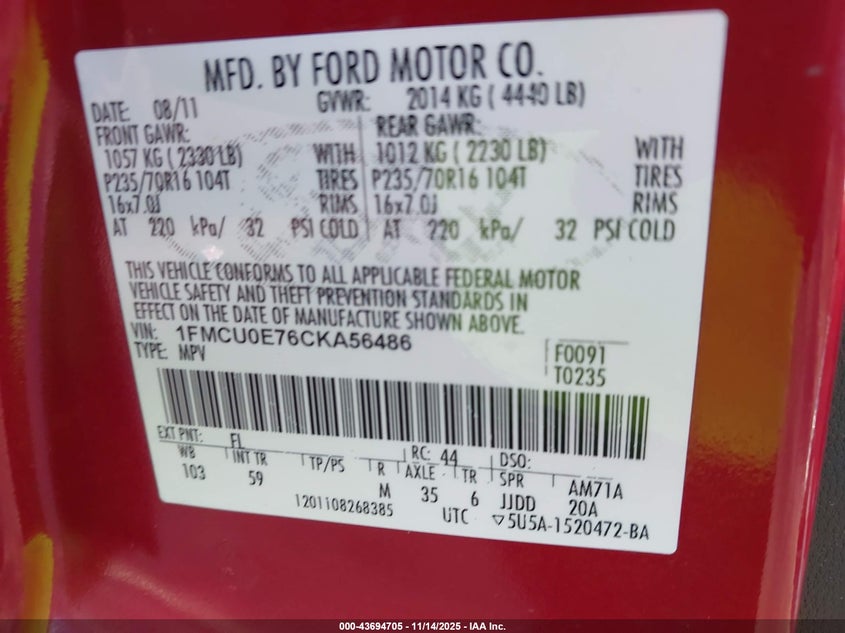 MFD. BY FORD MOTOR CO.
DATE: 08/11 GVWR: 2014 KG ( 4440 LB)
FRONT GAWR: REAR GAWR:
1057 KG ( 2330 LB) WITH 1012 KG ( 2230 LB) WITH
P235/70R16 104T TIRES P235/70R16 104T TIRES
16x7.0J RIMS 16x7.0J RIMS
AT 220 kPa/ 32 PSI COLD AT 220 kPa/ 32 PSI COLD
THIS VEHICLE CONFORMS TO ALL APPLICABLE FEDERAL MOTOR
VEHICLE SAFETY AND THEFT PREVENTION STANDARDS IN
EFFECT ON THE DATE OF MANUFACTURE SHOWN ABOVE.
VIN: 1FMCU0E76CKA56486 F0091
TYPE: MPV T0235
EXT PNT: FL RC: 44 DSO:
WB INT TR TP/PS R AXLE TR SPR AM71A
103 59 M 35 6 JJDD 20A
1201108268385 UTC ▽5U5A-1520472-BA
000-43694705 - 11/14/2025 - IAA Inc.